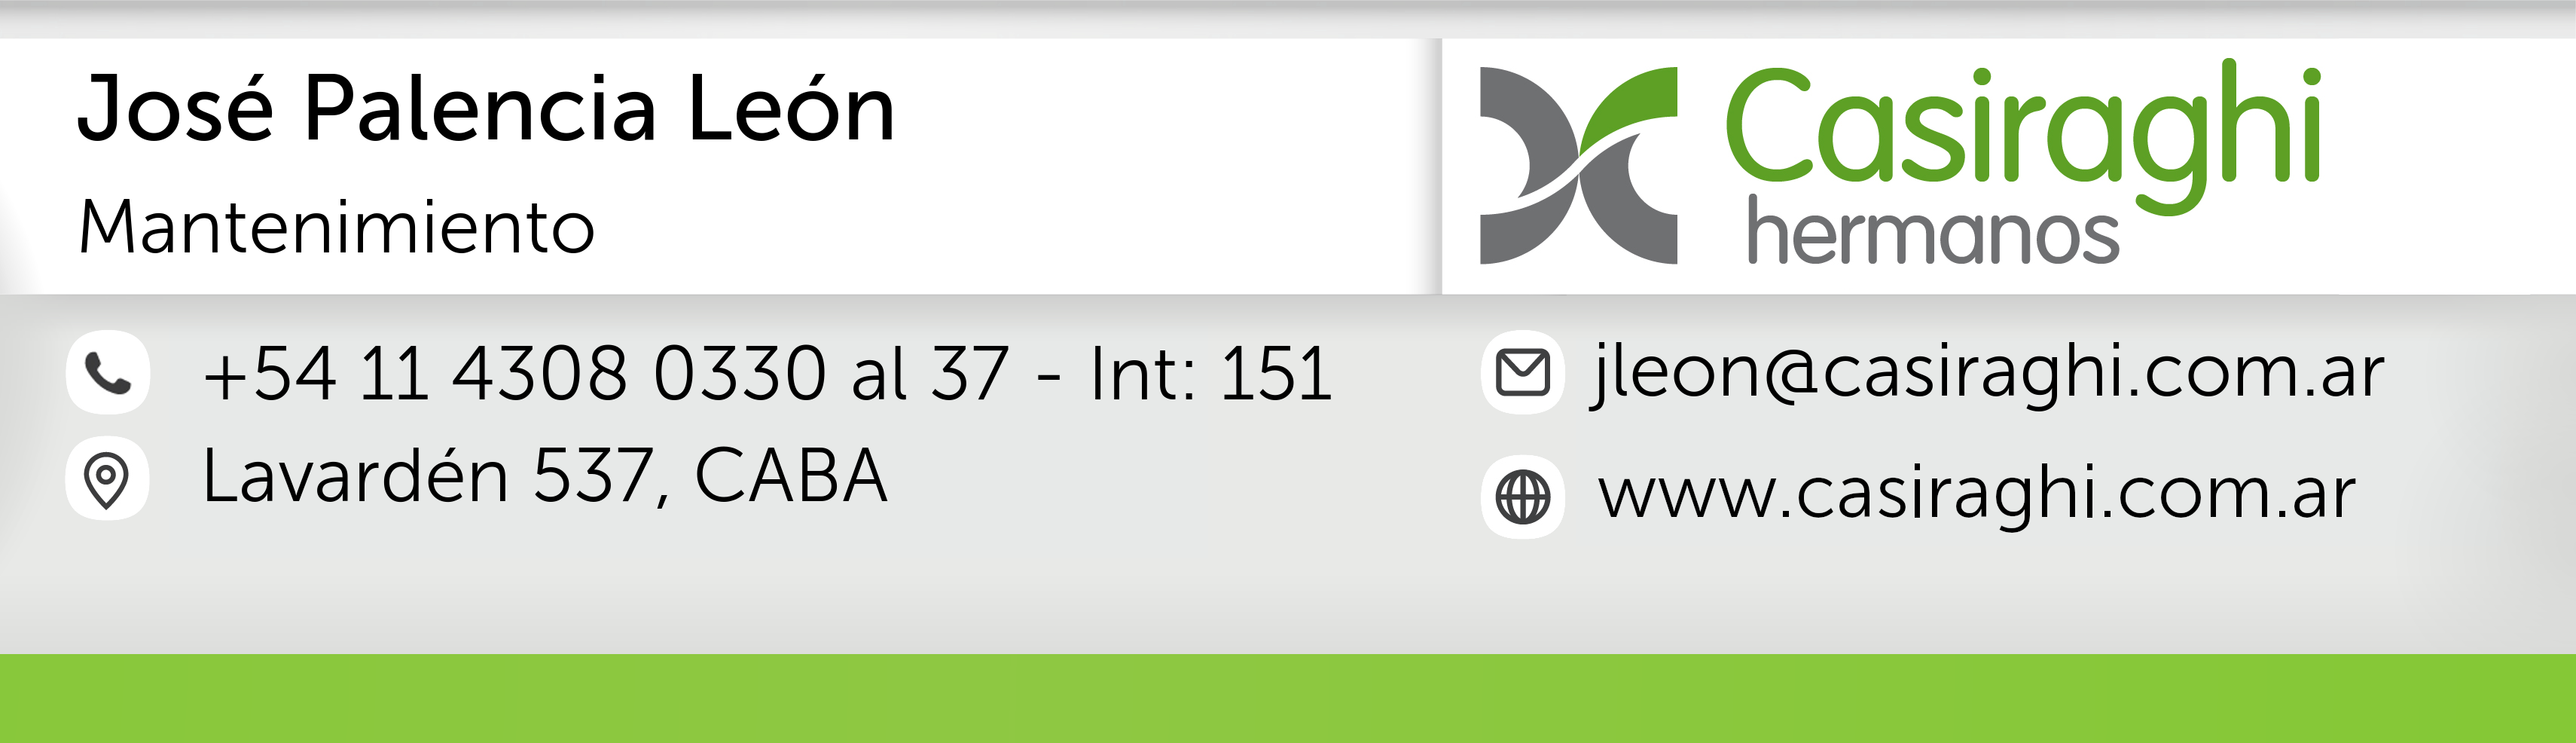 José Palencia León
Mantenimiento
Casiraghi
hermanos
+54 11 4308 0330 al 37 - Int: 151
Lavardén 537, CABA
jleon@casiraghi.com.ar
www.casiraghi.com.ar